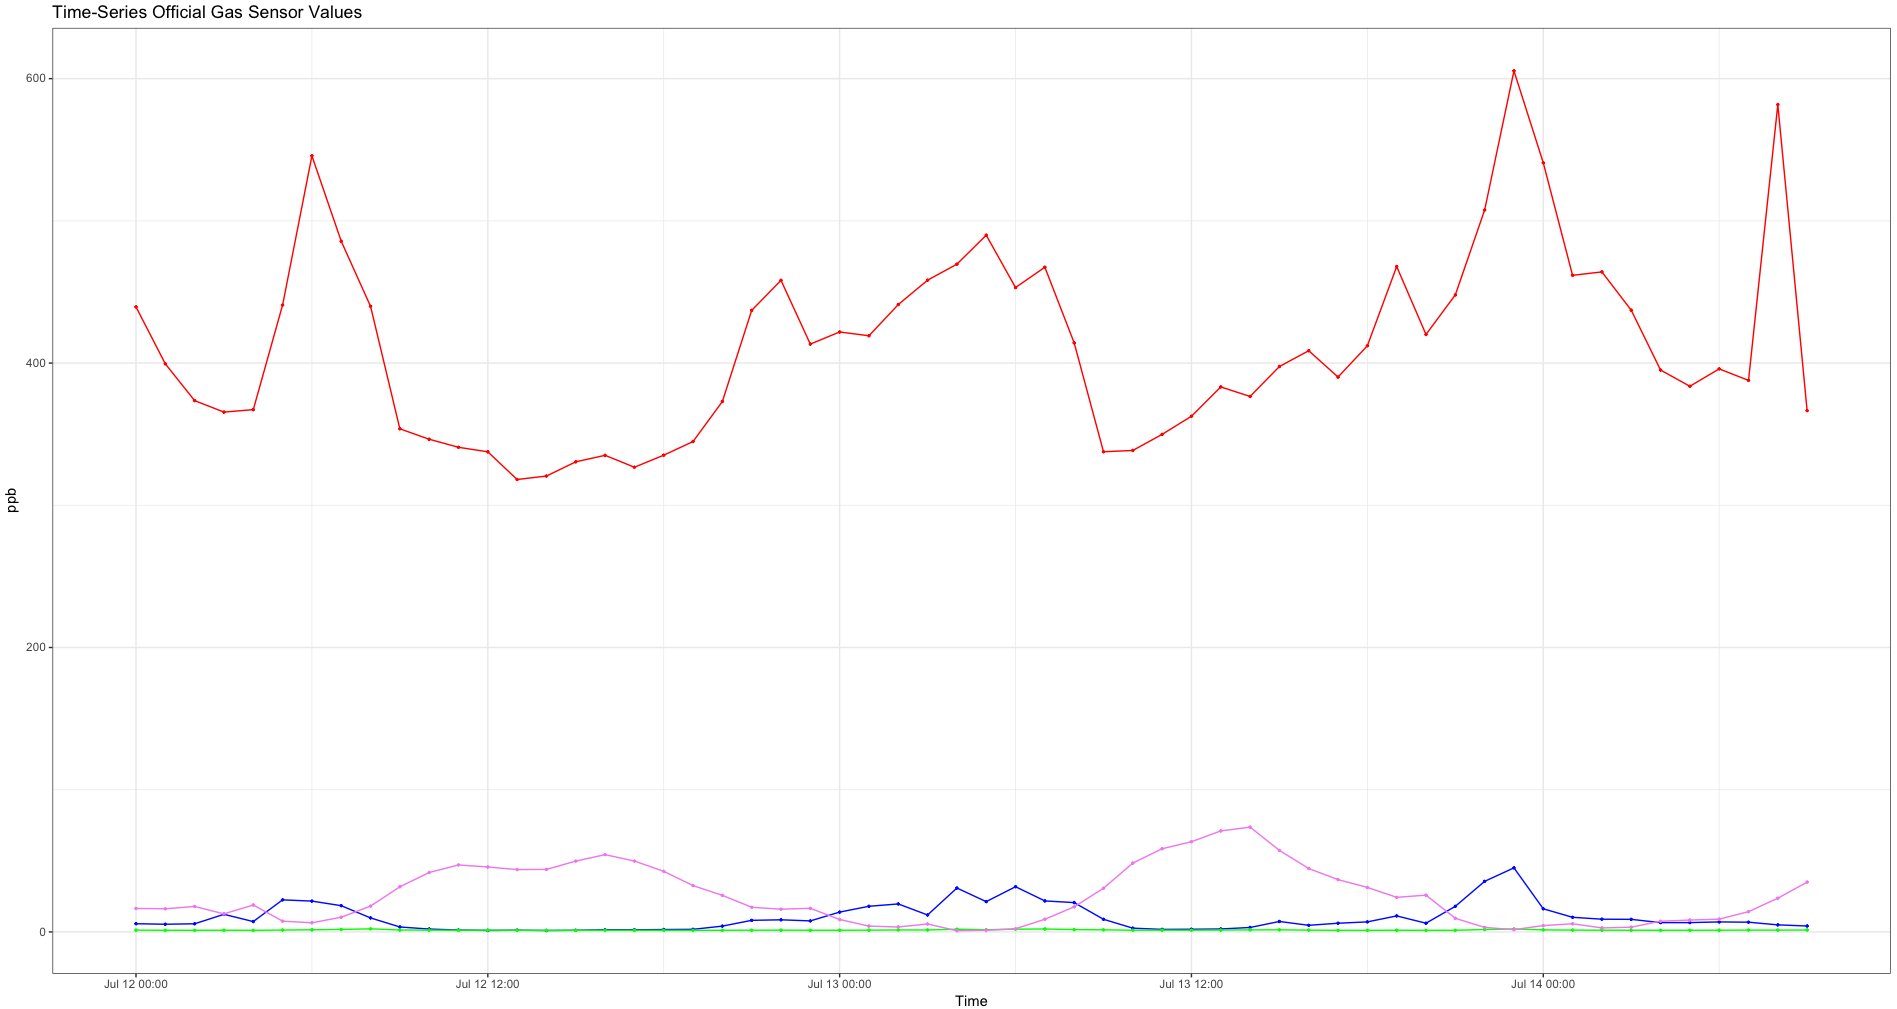 Time-Series Official Gas Sensor Values
600
400
200
0
ppb
Jul 12 00:00
Jul 12 12:00
Jul 13 00:00
Jul 13 12:00
Jul 14 00:00
Time